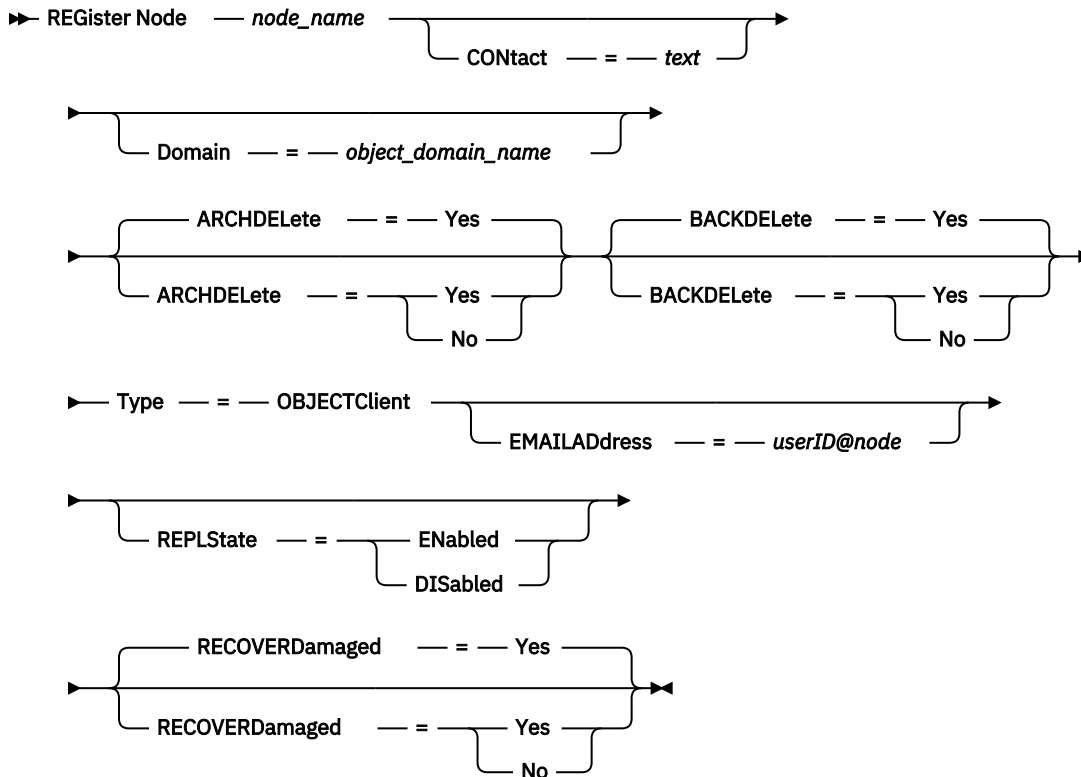 REGister Node node_name
CONtact = text
Domain = object_domain_name
ARCHDELete = Yes BACKDELete = Yes
ARCHDELete = Yes BACKDELete = Yes
No No
Type = OBJECTClient
EMAILADdress = userID@node
REPLState = ENabled
DISabled
RECOVERDamaged = Yes
RECOVERDamaged = Yes
No